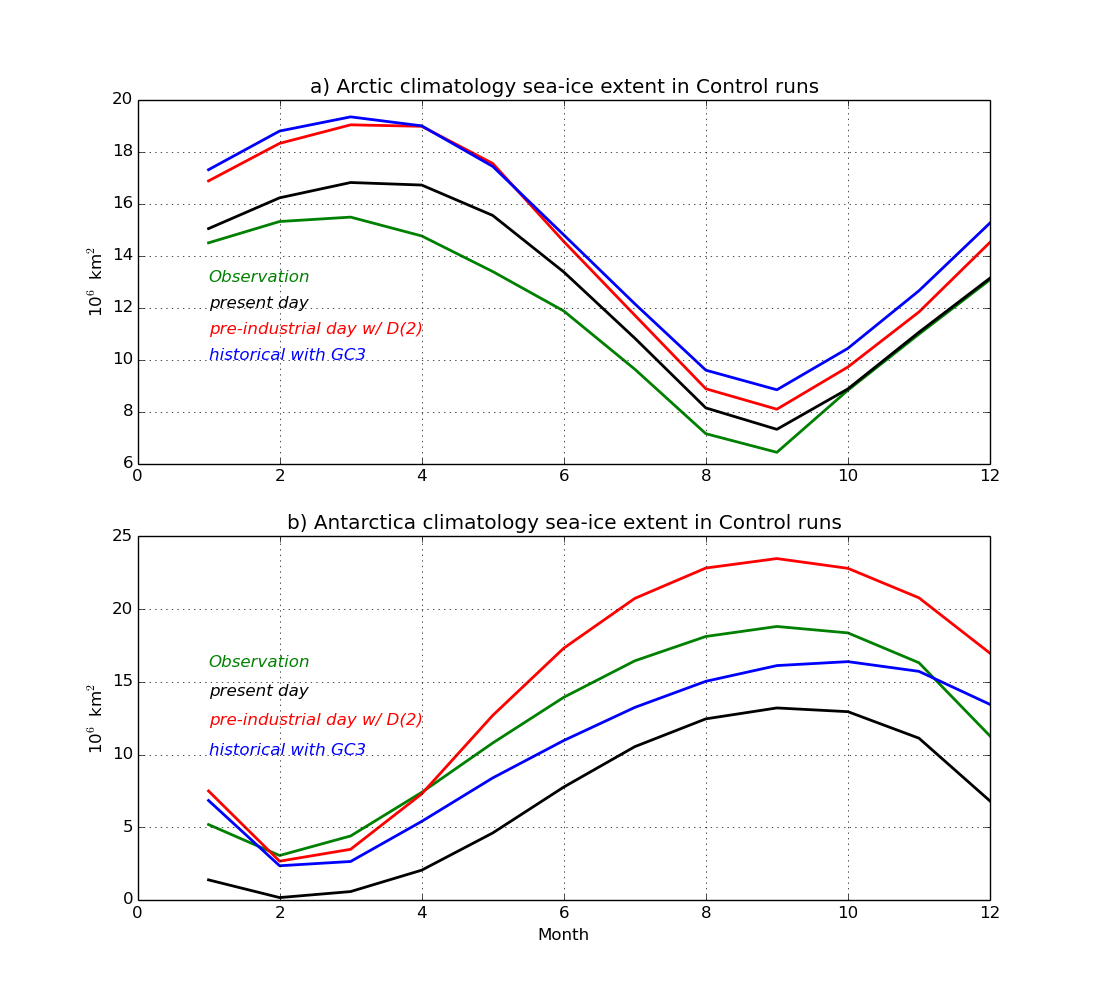 a) Arctic climatology sea-ice extent in Control runs
20
18
16
14
12
10
8
6
10⁶ km²
Observation
present day
pre-industrial day w/ D(2)
historical with GC3
0 2 4 6 8 10 12
b) Antarctica climatology sea-ice extent in Control runs
25
20
15
10
5
0
10⁶ km²
Observation
present day
pre-industrial day w/ D(2)
historical with GC3
0 2 4 6 8 10 12
Month